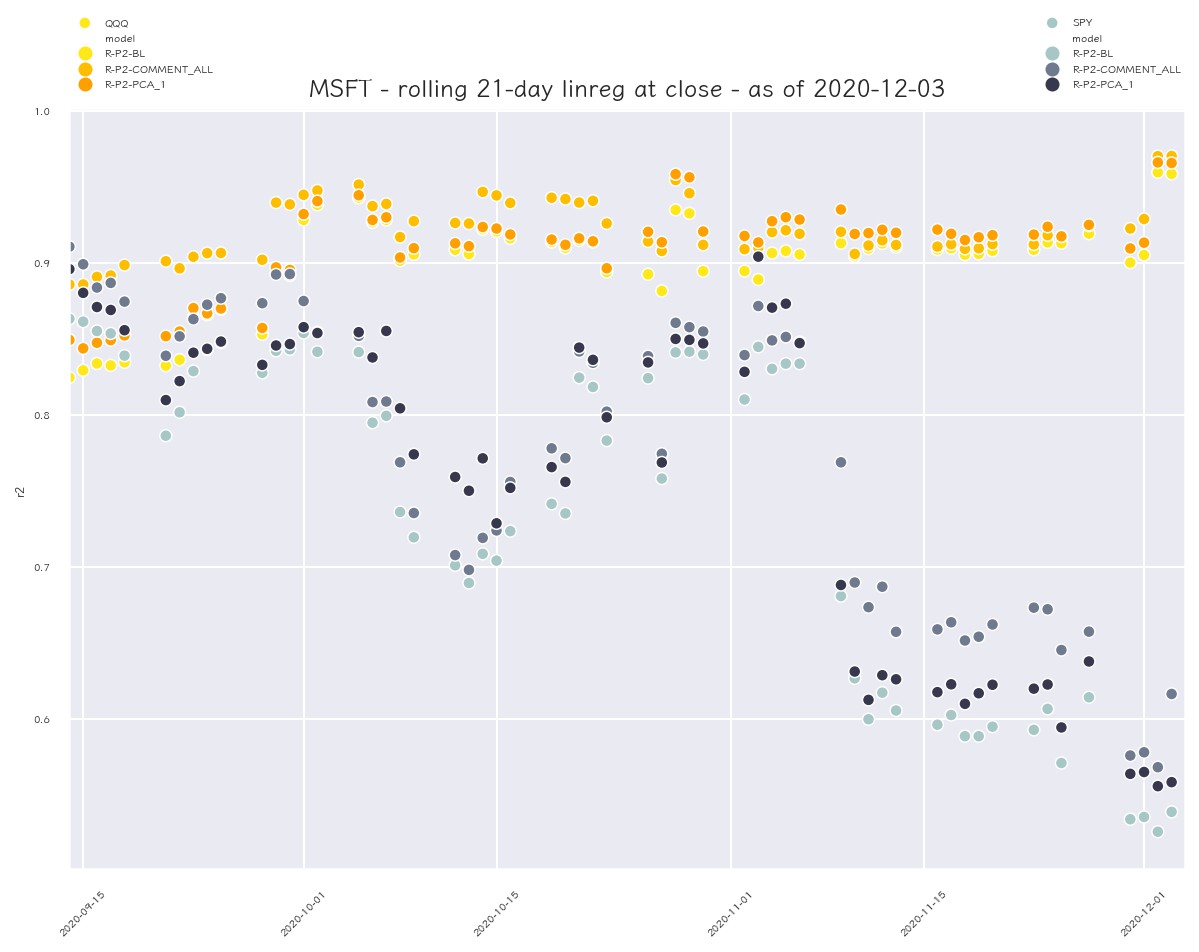 QQQ
model
R-P2-BL
R-P2-COMMENT_ALL
R-P2-PCA_1
SPY
model
R-P2-BL
R-P2-COMMENT_ALL
R-P2-PCA_1
MSFT - rolling 21-day linreg at close - as of 2020-12-03
1.0
0.9
0.8
0.7
0.6
r2
2020-09-15
2020-10-01
2020-10-15
2020-11-01
2020-11-15
2020-12-01